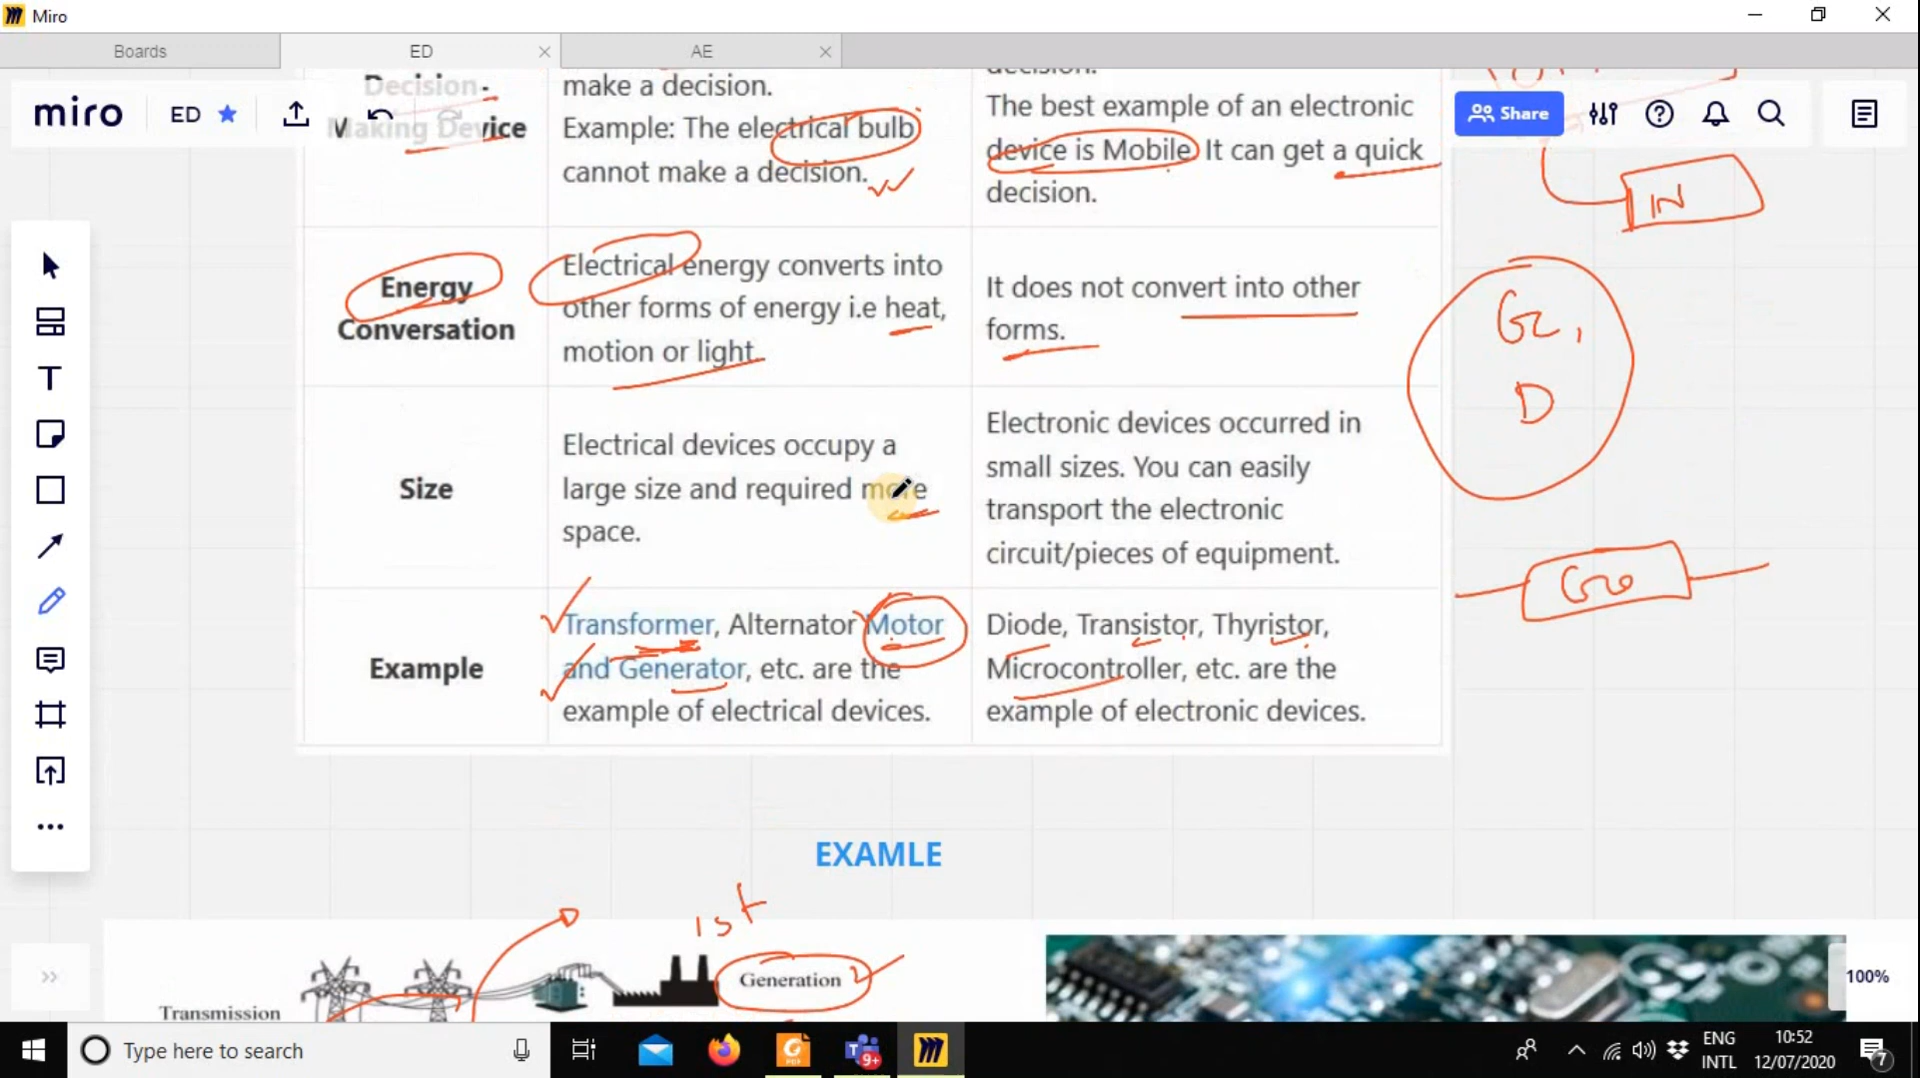 Miro
Boards
ED
AE
miro
ED
Share
Decision -
Making Device
make a decision.
Example: The electrical bulb
cannot make a decision.
decision.
The best example of an electronic
device is Mobile. It can get a quick
decision.
IN
Energy
Conversation
Electrical energy converts into
other forms of energy i.e heat,
motion or light.
It does not convert into other
forms.
D
Size
Electrical devices occupy a
large size and required more
space.
Electronic devices occurred in
small sizes. You can easily
transport the electronic
circuit/pieces of equipment.
Example
Transformer, Alternator Motor
and Generator, etc. are the
example of electrical devices.
Diode, Transistor, Thyristor,
Microcontroller, etc. are the
example of electronic devices.
EXAMLE
1st
Generation
Transmission
100%
Type here to search
9+
ENG
INTL
10:52
12/07/2020
7